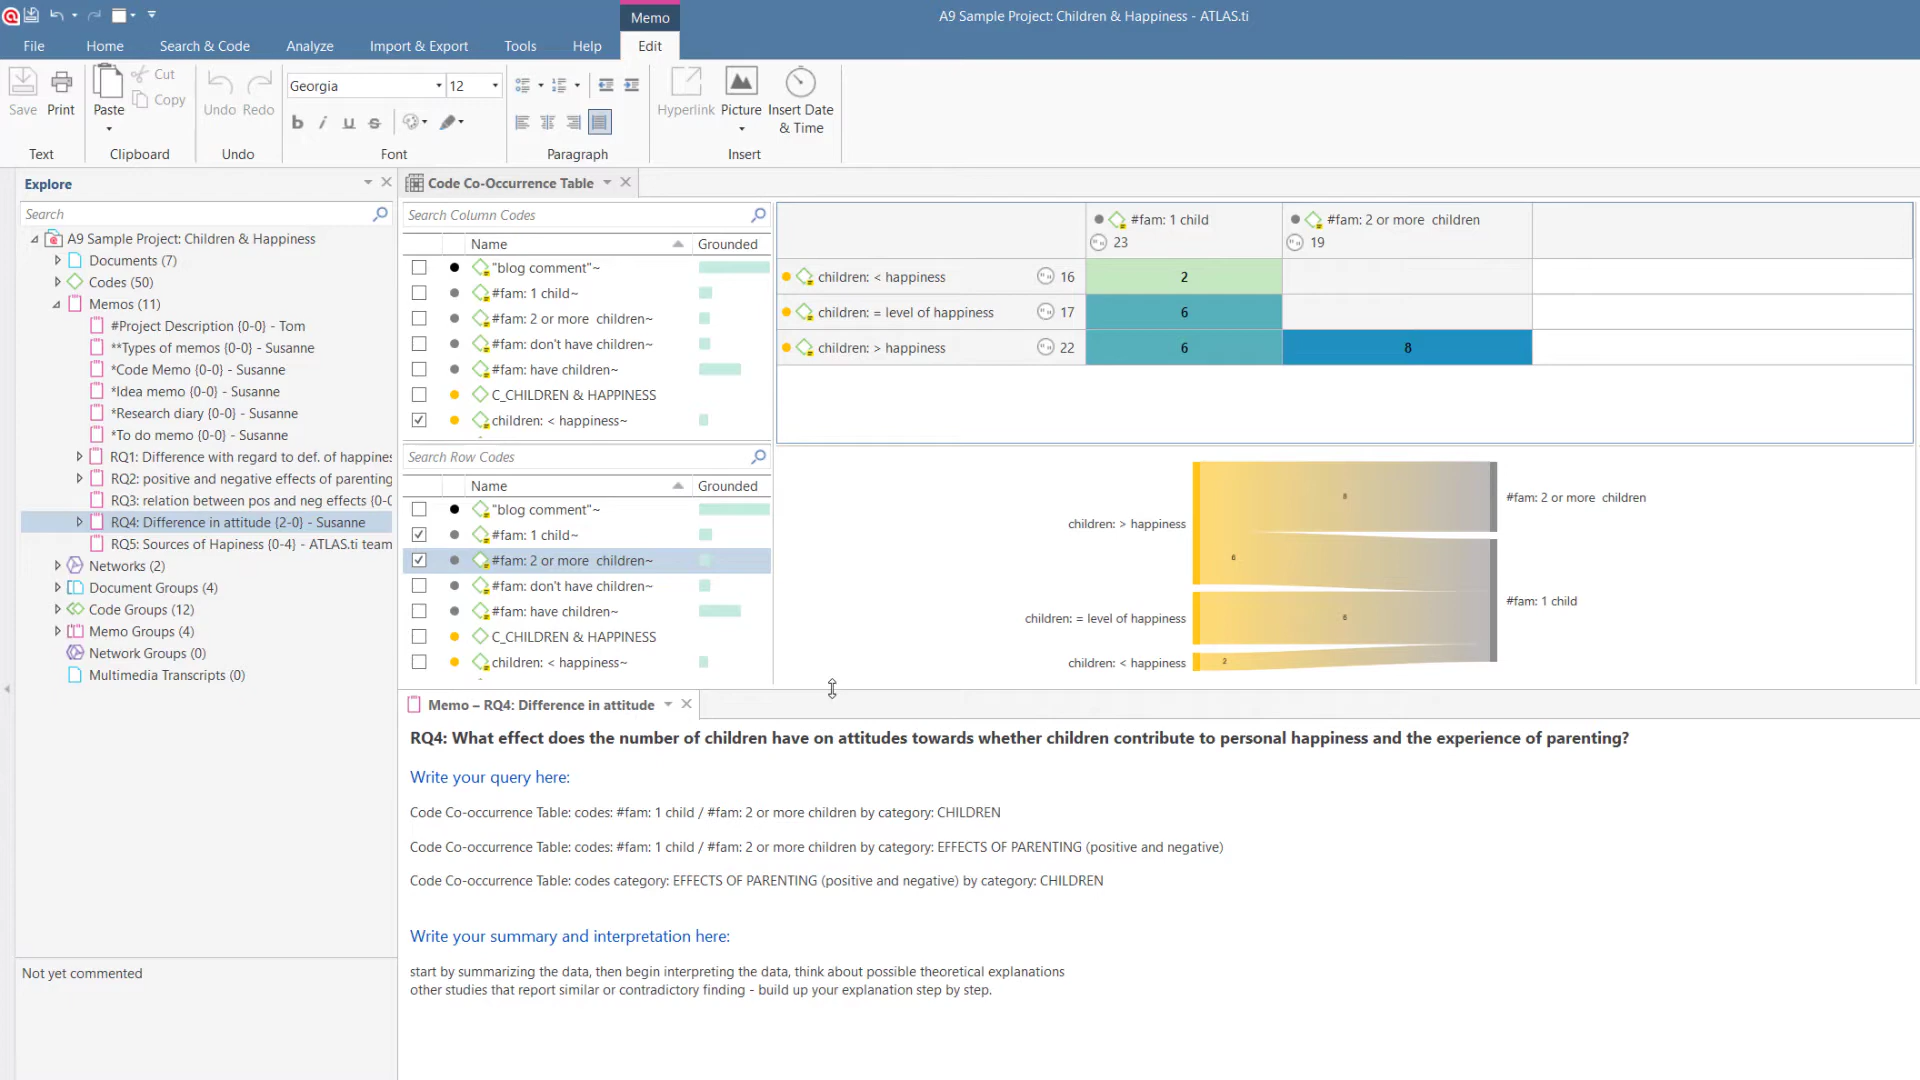 Memo
A9 Sample Project: Children & Happiness - ATLAS.ti
File Home Search & Code Analyze Import & Export Tools Help Edit
Save Print Paste Cut Copy Undo Redo Georgia 12 Hyperlink Picture Insert Date & Time
Text Clipboard Undo Font Paragraph Insert
Explore
Search
A9 Sample Project: Children & Happiness
Documents (7)
Codes (50)
Memos (11)
#Project Description {0-0} - Tom
**Types of memos {0-0} - Susanne
*Code Memo {0-0} - Susanne
*Idea memo {0-0} - Susanne
*Research diary {0-0} - Susanne
*To do memo {0-0} - Susanne
RQ1: Difference with regard to def. of happines
RQ2: positive and negative effects of parenting
RQ3: relation between pos and neg effects {0-0
RQ4: Difference in attitude {2-0} - Susanne
RQ5: Sources of Hapiness {0-4} - ATLAS.ti team
Networks (2)
Document Groups (4)
Code Groups (12)
Memo Groups (4)
Network Groups (0)
Multimedia Transcripts (0)
Not yet commented
Code Co-Occurrence Table
Search Column Codes
Name Grounded
"blog comment"~
#fam: 1 child~
#fam: 2 or more children~
#fam: don't have children~
#fam: have children~
C_CHILDREN & HAPPINESS
children: < happiness~
Search Row Codes
Name Grounded
"blog comment"~
#fam: 1 child~
#fam: 2 or more children~
#fam: don't have children~
#fam: have children~
C_CHILDREN & HAPPINESS
children: < happiness~
#fam: 1 child #fam: 2 or more children
23 19
children: < happiness 16 2
children: = level of happiness 17 6
children: > happiness 22 6 8
8
#fam: 2 or more children
children: > happiness
6
#fam: 1 child
children: = level of happiness
6
children: < happiness
2
Memo – RQ4: Difference in attitude
RQ4: What effect does the number of children have on attitudes towards whether children contribute to personal happiness and the experience of parenting?
Write your query here:
Code Co-occurrence Table: codes: #fam: 1 child / #fam: 2 or more children by category: CHILDREN
Code Co-occurrence Table: codes: #fam: 1 child / #fam: 2 or more children by category: EFFECTS OF PARENTING (positive and negative)
Code Co-occurrence Table: codes category: EFFECTS OF PARENTING (positive and negative) by category: CHILDREN
Write your summary and interpretation here:
start by summarizing the data, then begin interpreting the data, think about possible theoretical explanations
other studies that report similar or contradictory finding - build up your explanation step by step.